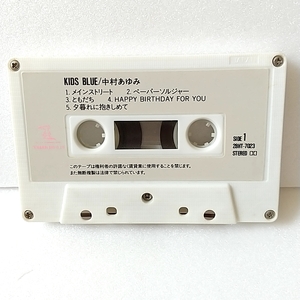 KIDS BLUE/中村あゆみ
1.メインストリート 2.ペーパーソルジャー
3.ともだち 4.HAPPY BIRTHDAY FOR YOU
5.夕暮れに抱きしめて
SIDE 1
28HT-7023
STEREO
このテープは権利者の許諾なく賃貸業に使用することを禁じます。
また無断複製は法律で禁じられています。